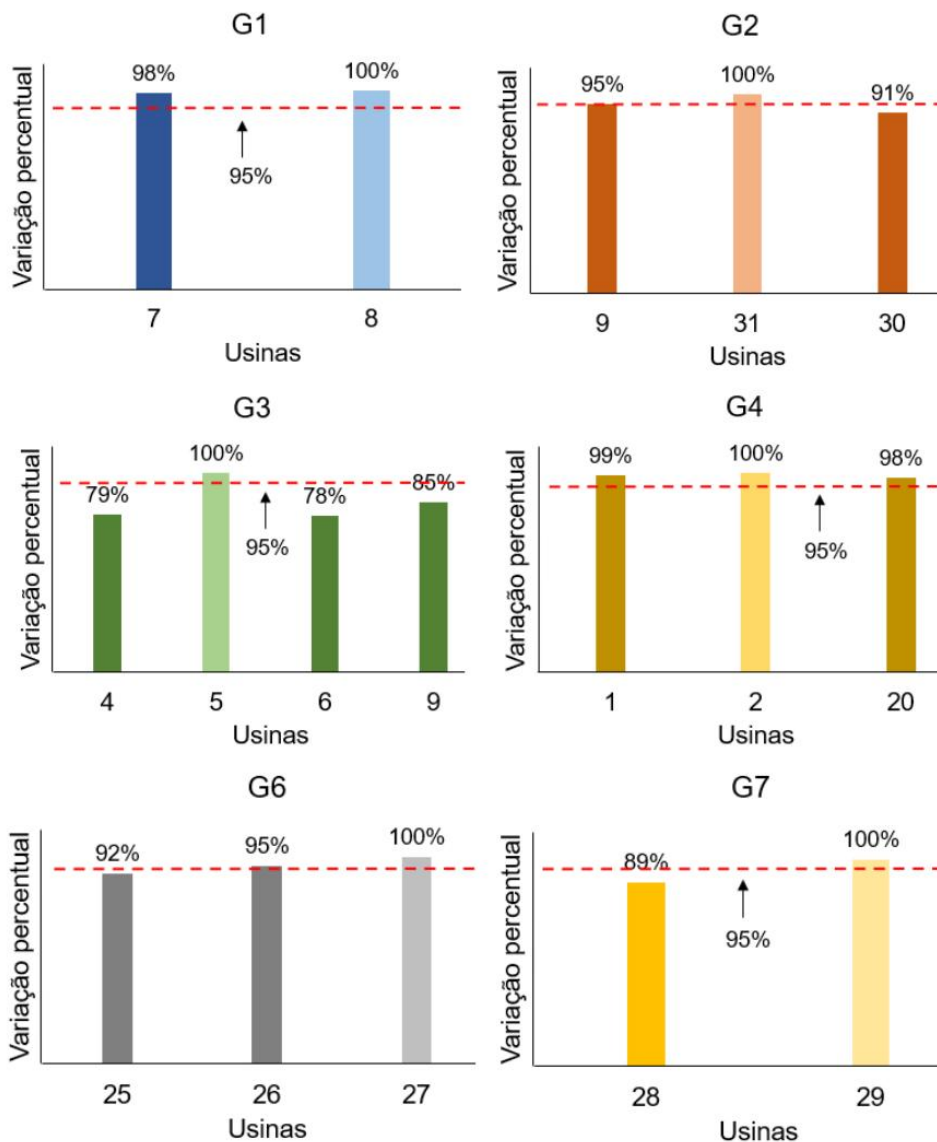 G1
Variação percentual
98%
100%
95%
7
8
Usinas
G2
Variação percentual
95%
100%
91%
9
31
30
Usinas
G3
Variação percentual
79%
100%
78%
85%
95%
4
5
6
9
Usinas
G4
Variação percentual
99%
100%
98%
95%
1
2
20
Usinas
G6
Variação percentual
92%
95%
100%
25
26
27
Usinas
G7
Variação percentual
89%
100%
95%
28
29
Usinas